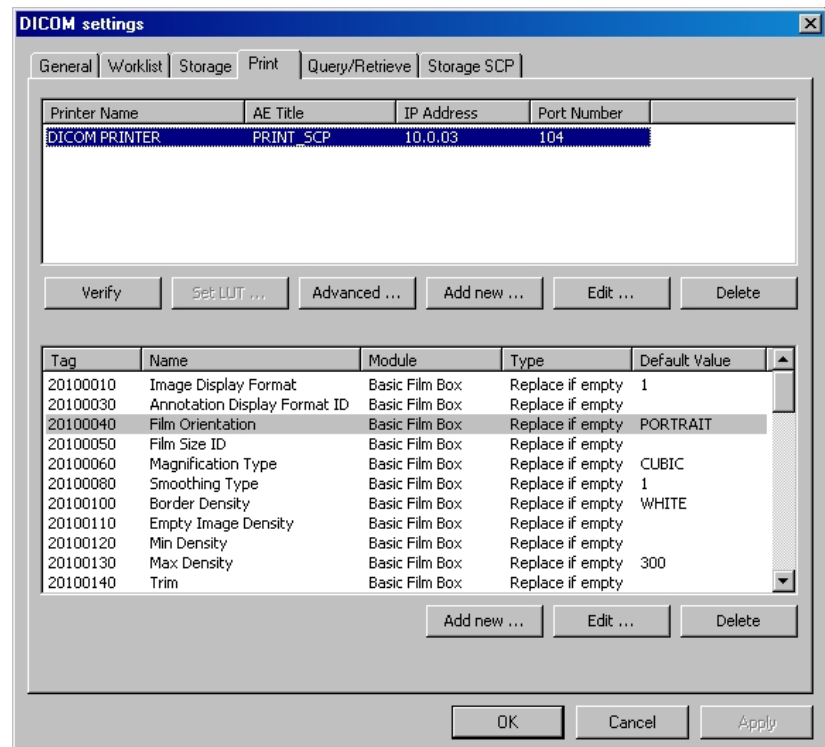 DICOM settings
General Worklist Storage Print Query/Retrieve Storage SCP
Printer Name AE Title IP Address Port Number
DICOM PRINTER PRINT_SCP 10.0.03 104
Verify Set LUT ... Advanced ... Add new ... Edit ... Delete
Tag Name Module Type Default Value
20100010 Image Display Format Basic Film Box Replace if empty 1
20100030 Annotation Display Format ID Basic Film Box Replace if empty
20100040 Film Orientation Basic Film Box Replace if empty PORTRAIT
20100050 Film Size ID Basic Film Box Replace if empty
20100060 Magnification Type Basic Film Box Replace if empty CUBIC
20100080 Smoothing Type Basic Film Box Replace if empty 1
20100100 Border Density Basic Film Box Replace if empty WHITE
20100110 Empty Image Density Basic Film Box Replace if empty
20100120 Min Density Basic Film Box Replace if empty
20100130 Max Density Basic Film Box Replace if empty 300
20100140 Trim Basic Film Box Replace if empty
Add new ... Edit ... Delete
OK Cancel Apply